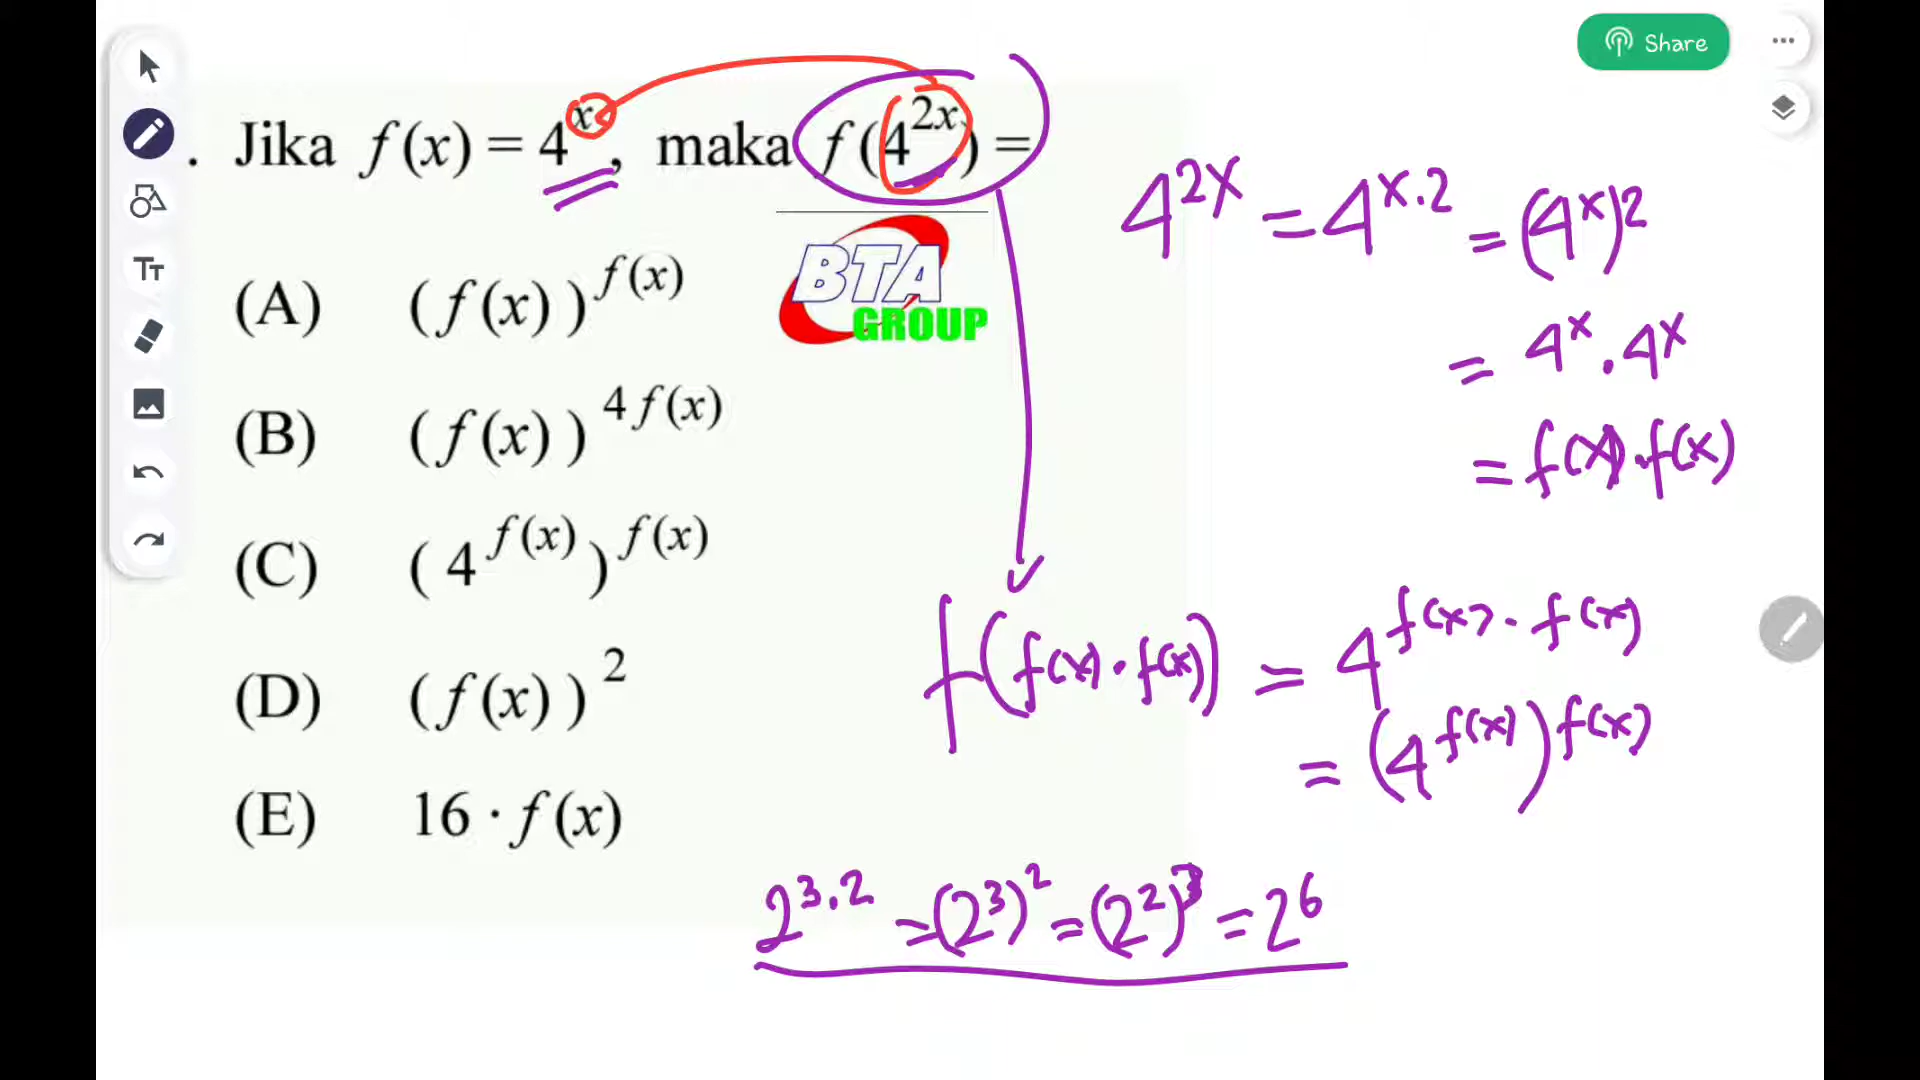 Share
. Jika f(x) = 4^x, maka f(4^{2x}) =
BTA
GROUP
(A) (f(x))^{f(x)}
(B) (f(x))^{4f(x)}
(C) (4^{f(x)})^{f(x)}
(D) (f(x))^2
(E) 16 · f(x)
4^{2x} = 4^{x.2} = (4^x)^2
= 4^x . 4^x
= f(x).f(x)
f(f(x) · f(x)) = 4^{f(x) · f(x)}
= (4^{f(x)})^{f(x)}
2^{3.2} = (2^3)^2 = (2^2)^3 = 2^6
Tт